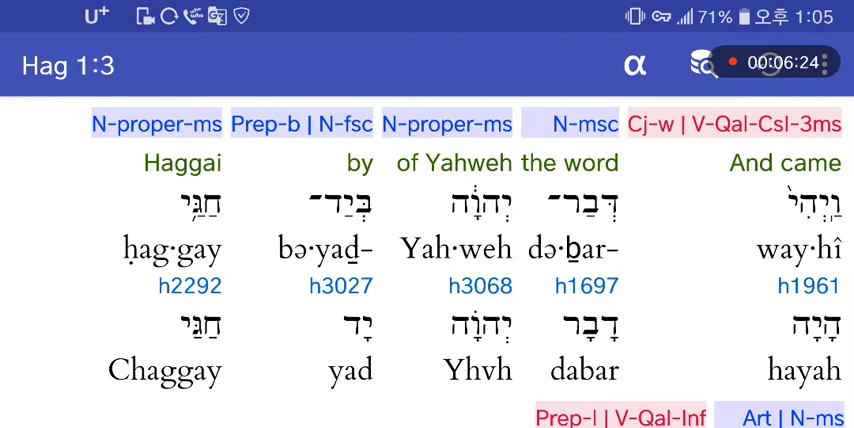 U+ 71% 오후 1:05
Hag 1:3 α 00:06:24
N-proper-ms Prep-b | N-fsc N-proper-ms N-msc Cj-w | V-Qal-Csl-3ms
Haggai by of Yahweh the word And came
וַֽיְהִי֙ דְּבַר־ יְהוָ֔ה בְּיַד־ חַגַּ֥י
ḥag·gay bə·yaḏ- Yah·weh də·ḇar- way·hî
h2292 h3027 h3068 h1697 h1961
הָיָה דָבָר יְהוָֹה יָד חַגַּי
Chaggay yad Yhvh dabar hayah
Prep-l | V-Qal-Inf Art | N-ms